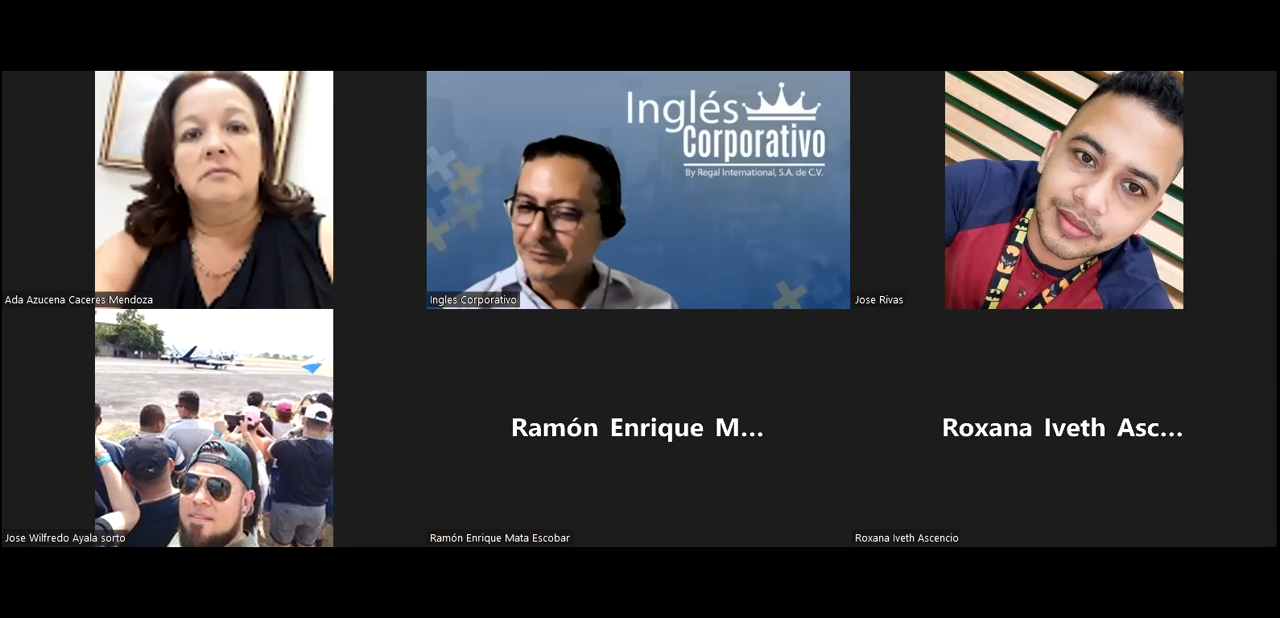 Inglés
Corporativo
By Regal International, S.A. de C.V.
Ada Azucena Caceres Mendoza
Ingles Corporativo
Jose Rivas
Ramón Enrique M...
Roxana Iveth Asc...
Jose Wilfredo Ayala sorto
Ramón Enrique Mata Escobar
Roxana Iveth Ascencio